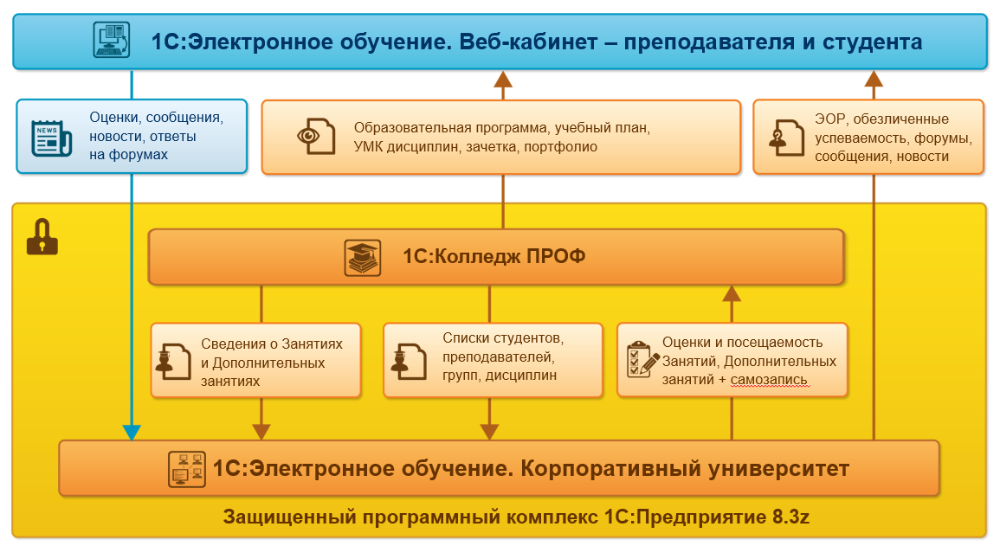 1С:Электронное обучение. Веб-кабинет – преподавателя и студента
Оценки, сообщения,
новости, ответы
на форумах
NEWS
Образовательная программа, учебный план,
УМК дисциплин, зачетка, портфолио
ЭОР, обезличенные
успеваемость, форумы,
сообщения, новости
1С:Колледж ПРОФ
Сведения о Занятиях
и Дополнительных
занятиях
Списки студентов,
преподавателей,
групп, дисциплин
Оценки и посещаемость
Занятий, Дополнительных
занятий + самозапись
1С:Электронное обучение. Корпоративный университет
Защищенный программный комплекс 1С:Предприятие 8.3z